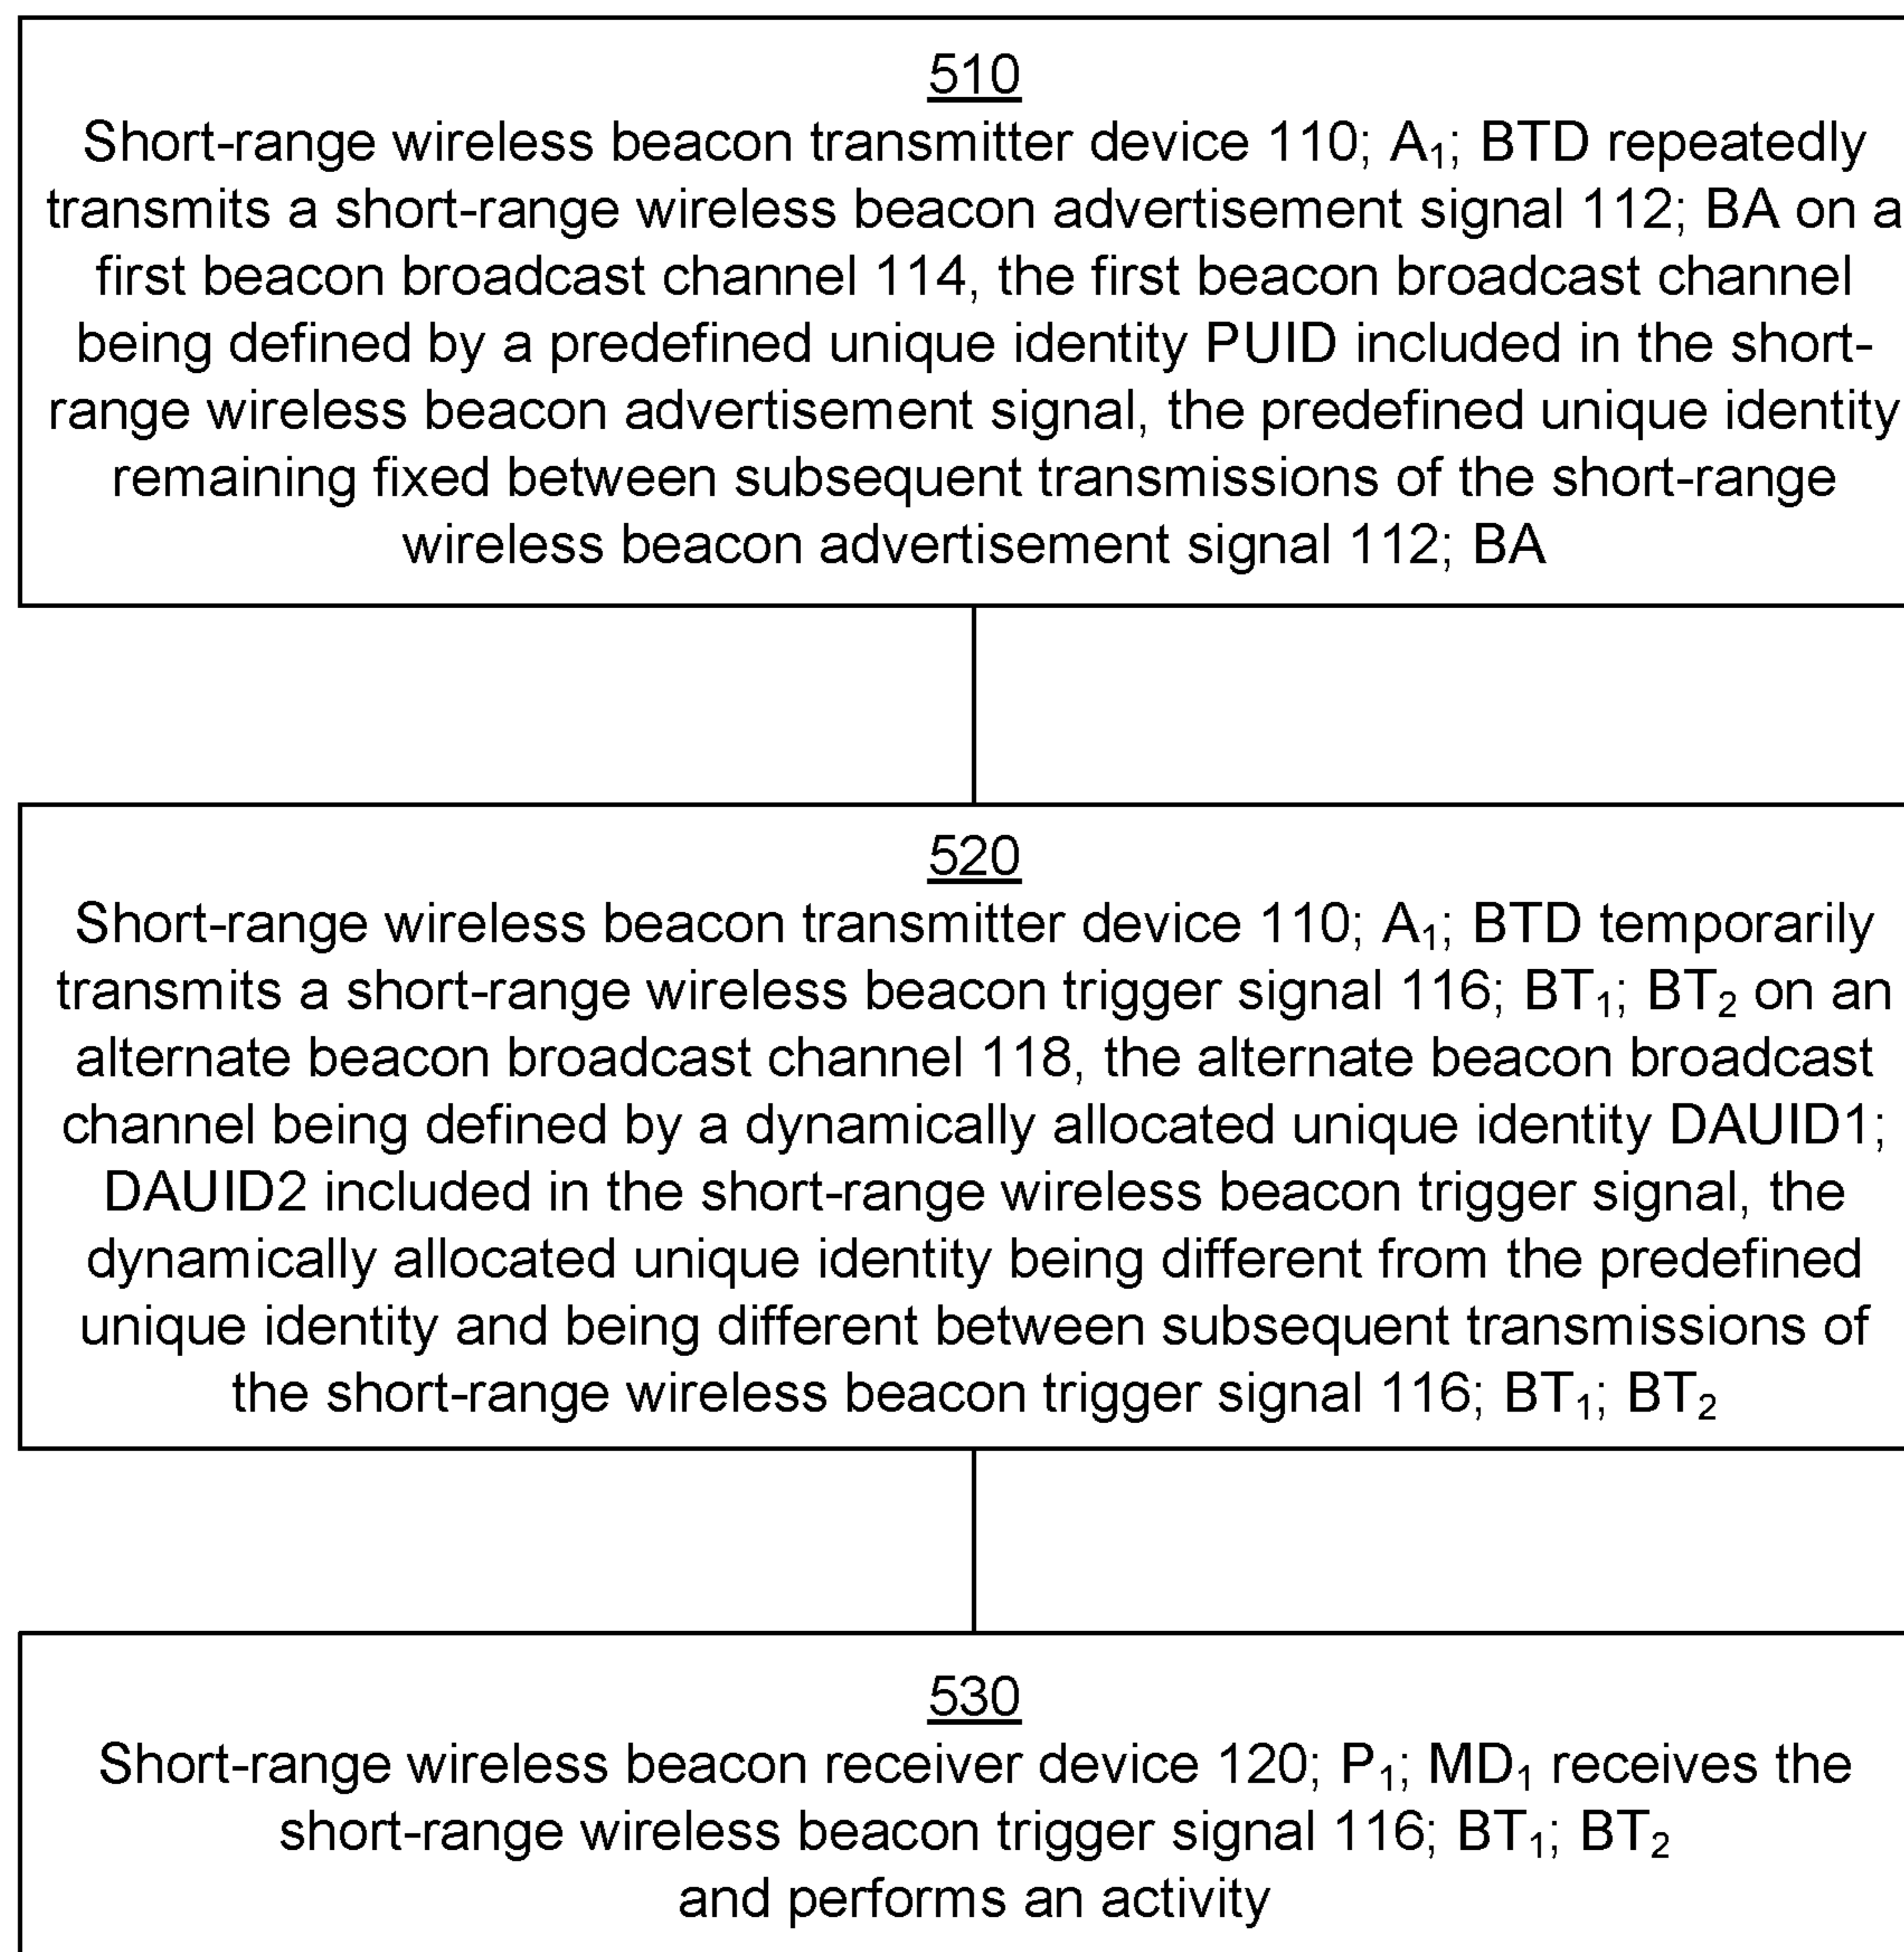 510
Short-range wireless beacon transmitter device 110; A₁; BTD repeatedly
transmits a short-range wireless beacon advertisement signal 112; BA on a
first beacon broadcast channel 114, the first beacon broadcast channel
being defined by a predefined unique identity PUID included in the short-
range wireless beacon advertisement signal, the predefined unique identity
remaining fixed between subsequent transmissions of the short-range
wireless beacon advertisement signal 112; BA
520
Short-range wireless beacon transmitter device 110; A₁; BTD temporarily
transmits a short-range wireless beacon trigger signal 116; BT₁; BT₂ on an
alternate beacon broadcast channel 118, the alternate beacon broadcast
channel being defined by a dynamically allocated unique identity DAUID1;
DAUID2 included in the short-range wireless beacon trigger signal, the
dynamically allocated unique identity being different from the predefined
unique identity and being different between subsequent transmissions of
the short-range wireless beacon trigger signal 116; BT₁; BT₂
530
Short-range wireless beacon receiver device 120; P₁; MD₁ receives the
short-range wireless beacon trigger signal 116; BT₁; BT₂
and performs an activity